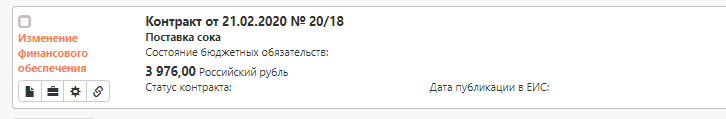 Контракт от 21.02.2020 № 20/18
Изменение финансового обеспечения
Поставка сока
Состояние бюджетных обязательств:
3 976,00 Российский рубль
Статус контракта:
Дата публикации в ЕИС: